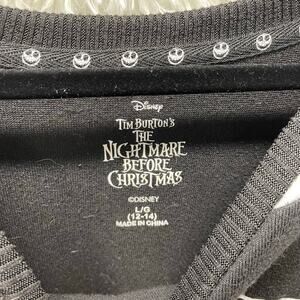 Disney
TIM BURTON'S
THE
NIGHTMARE
BEFORE
CHRISTMAS
©DISNEY
L/G
(12-14)
MADE IN CHINA